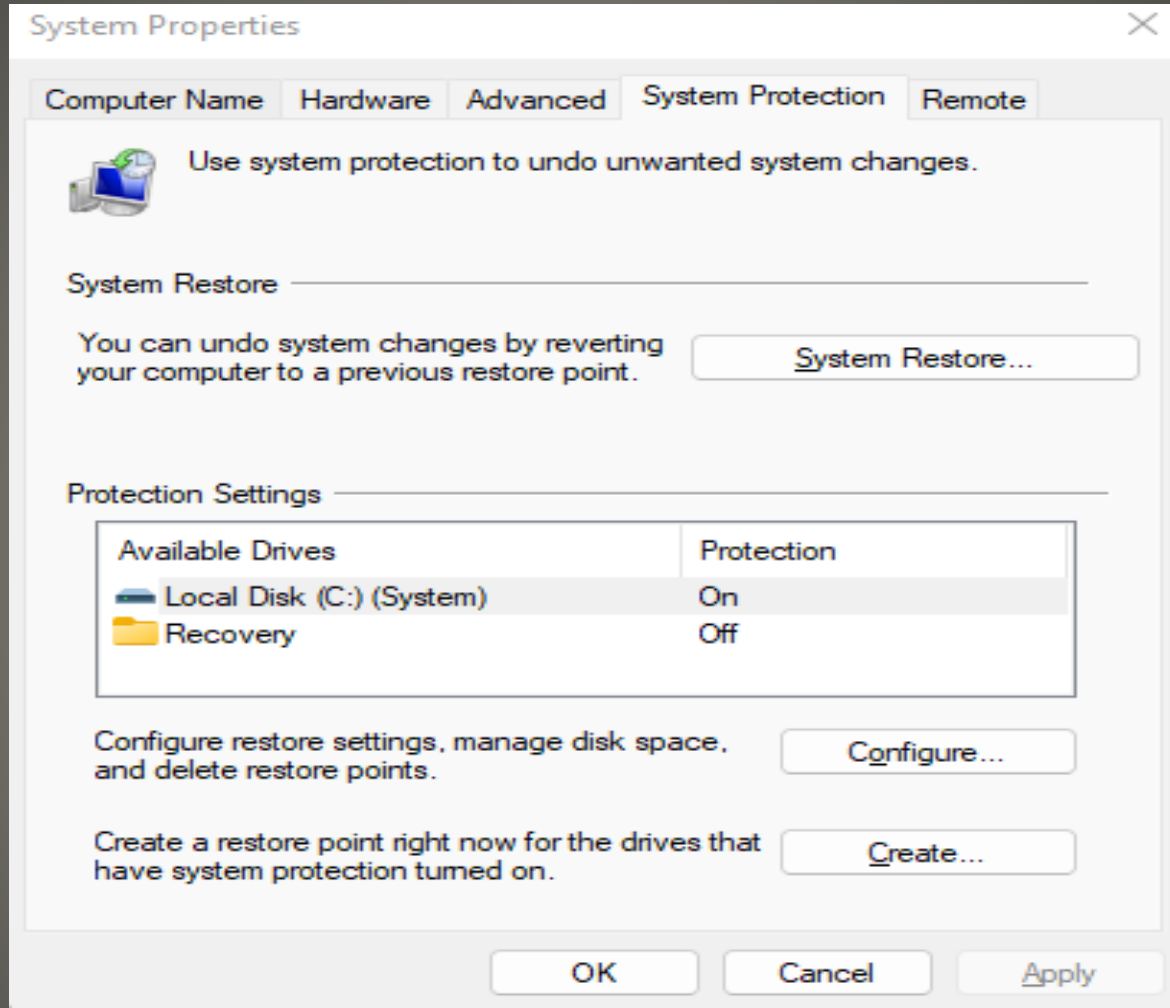 System Properties
Computer Name Hardware Advanced System Protection Remote
Use system protection to undo unwanted system changes.
System Restore
You can undo system changes by reverting
your computer to a previous restore point.
System Restore...
Protection Settings
Available Drives Protection
Local Disk (C:) (System) On
Recovery Off
Configure restore settings, manage disk space,
and delete restore points.
Configure...
Create a restore point right now for the drives that
have system protection turned on.
Create...
OK Cancel Apply